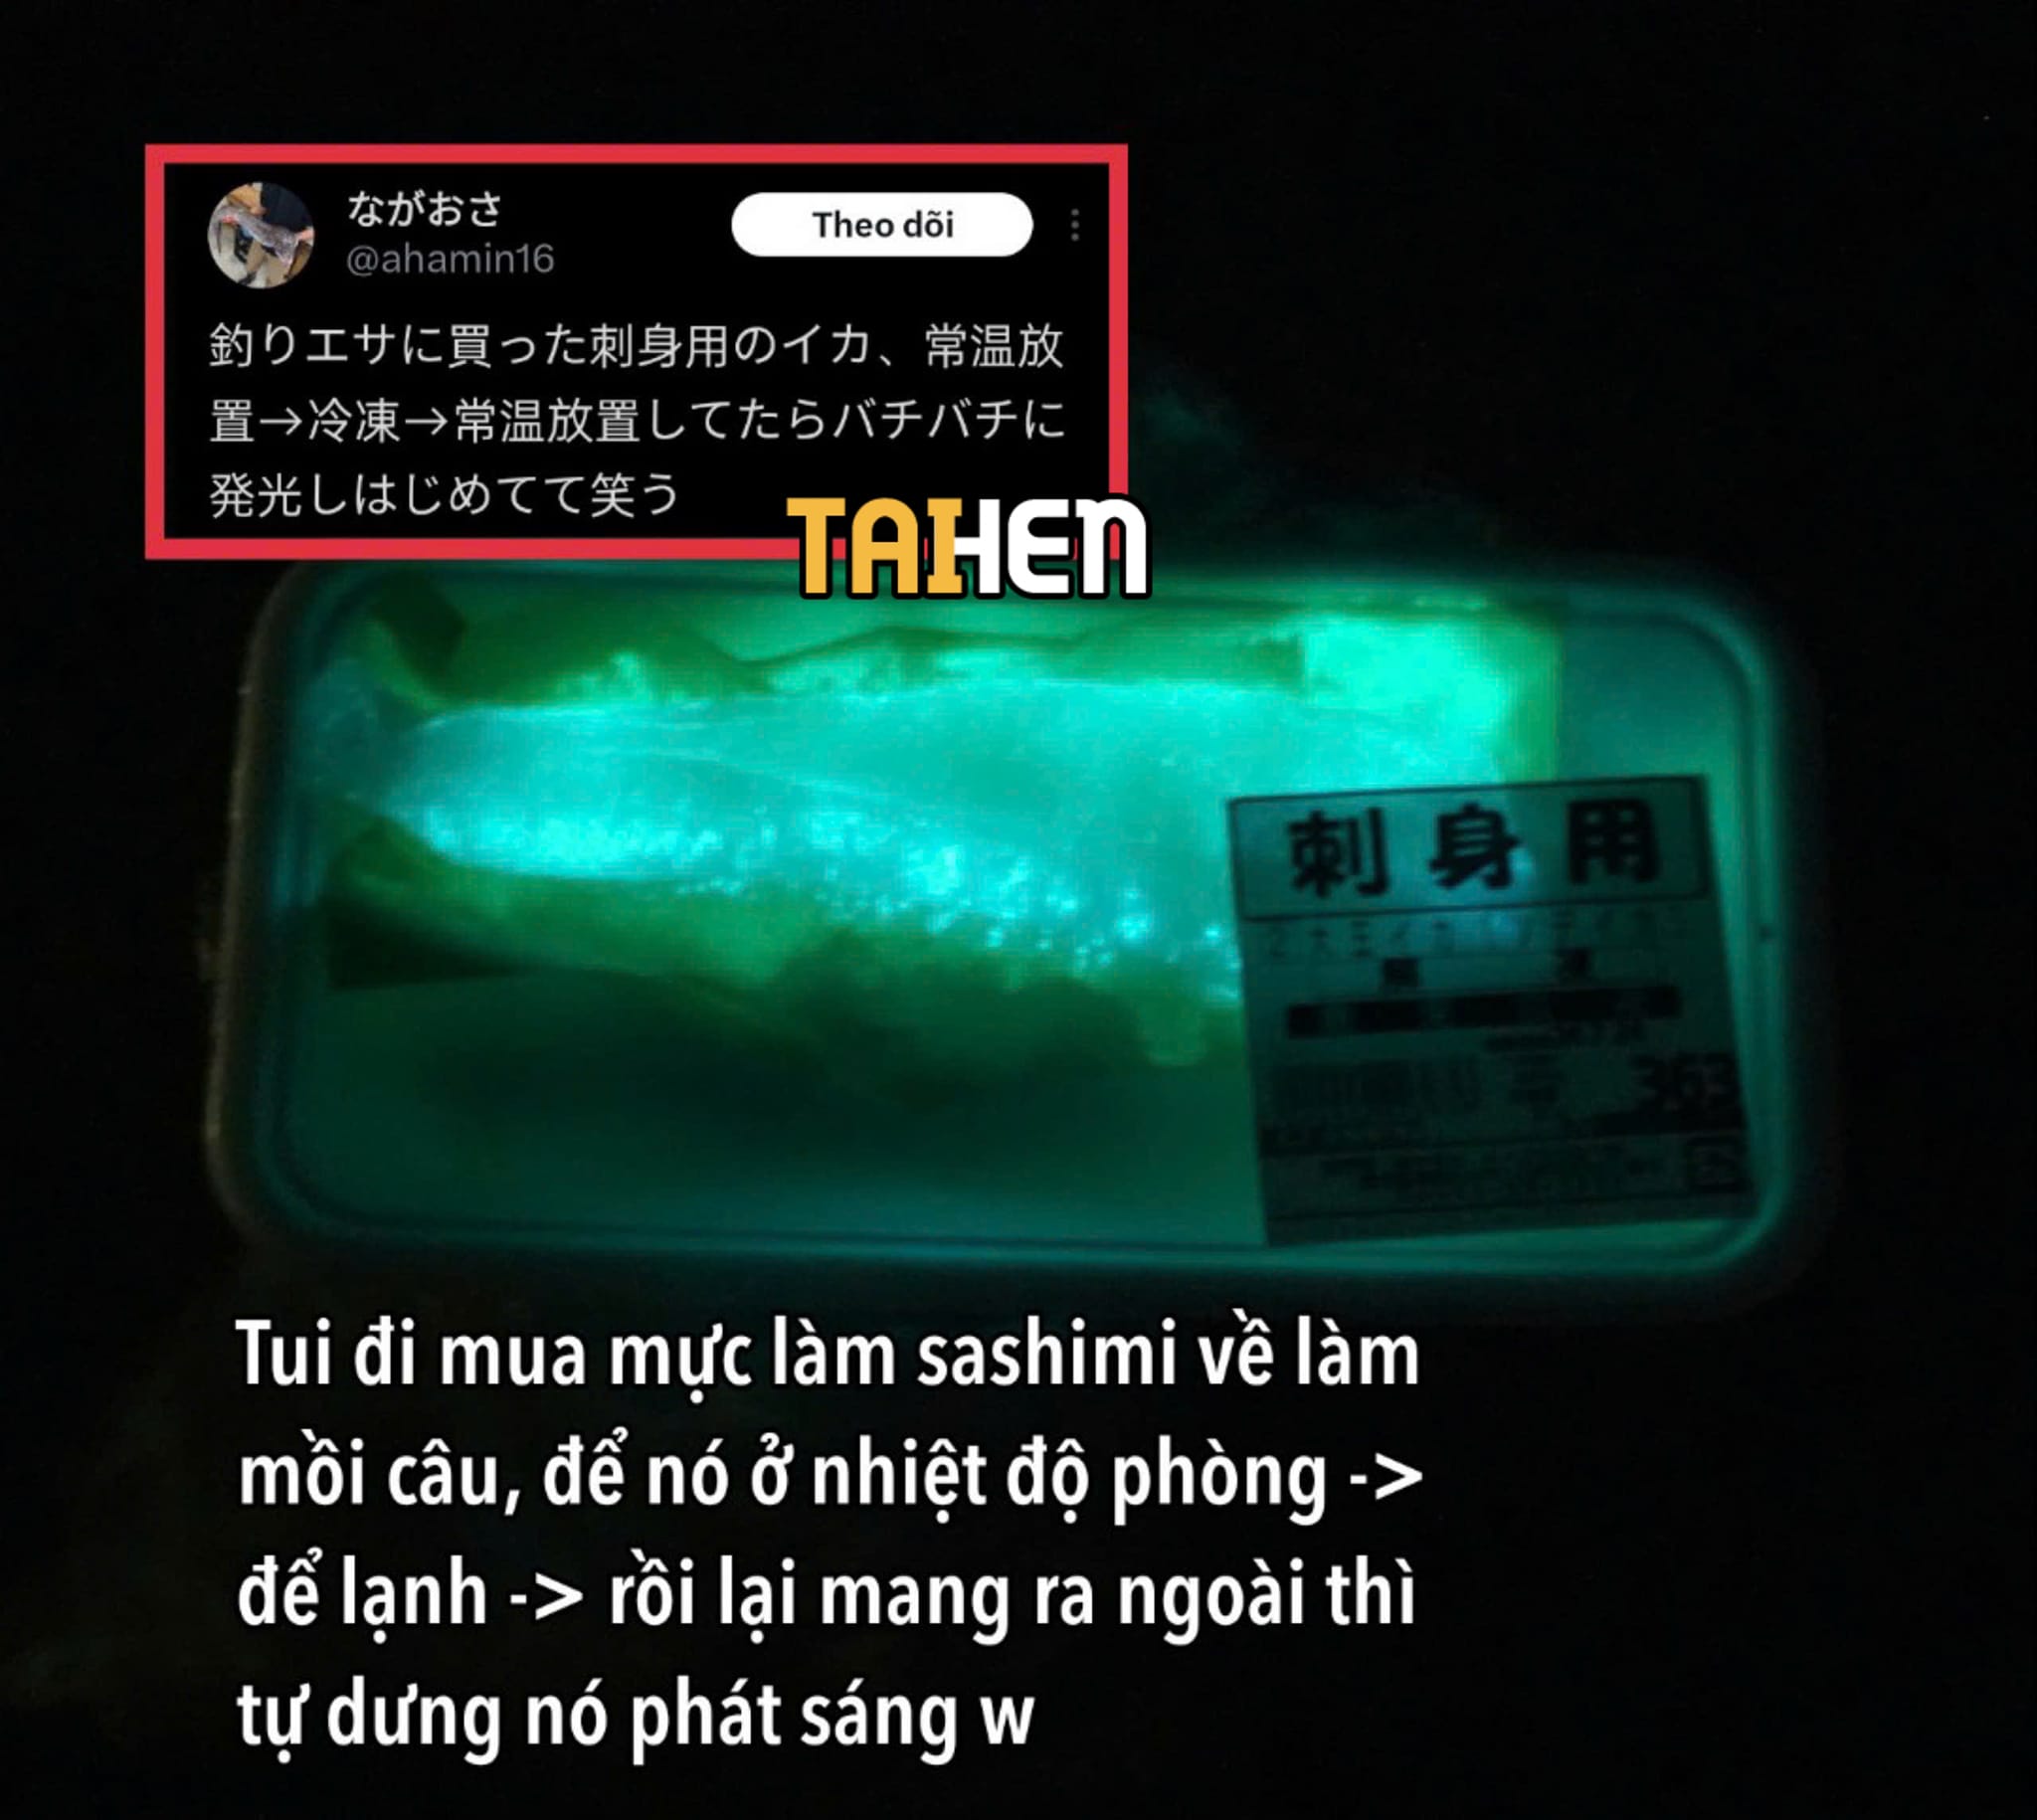 ながおさ
@ahamin16
Theo dõi
釣りエサに買った刺身用のイカ、常温放
置→冷凍→常温放置してたらバチバチに
発光しはじめてて笑う
TAIHEN
刺身用
363
Tui đi mua mực làm sashimi về làm
mồi câu, để nó ở nhiệt độ phòng ->
để lạnh -> rồi lại mang ra ngoài thì
tự dưng nó phát sáng w